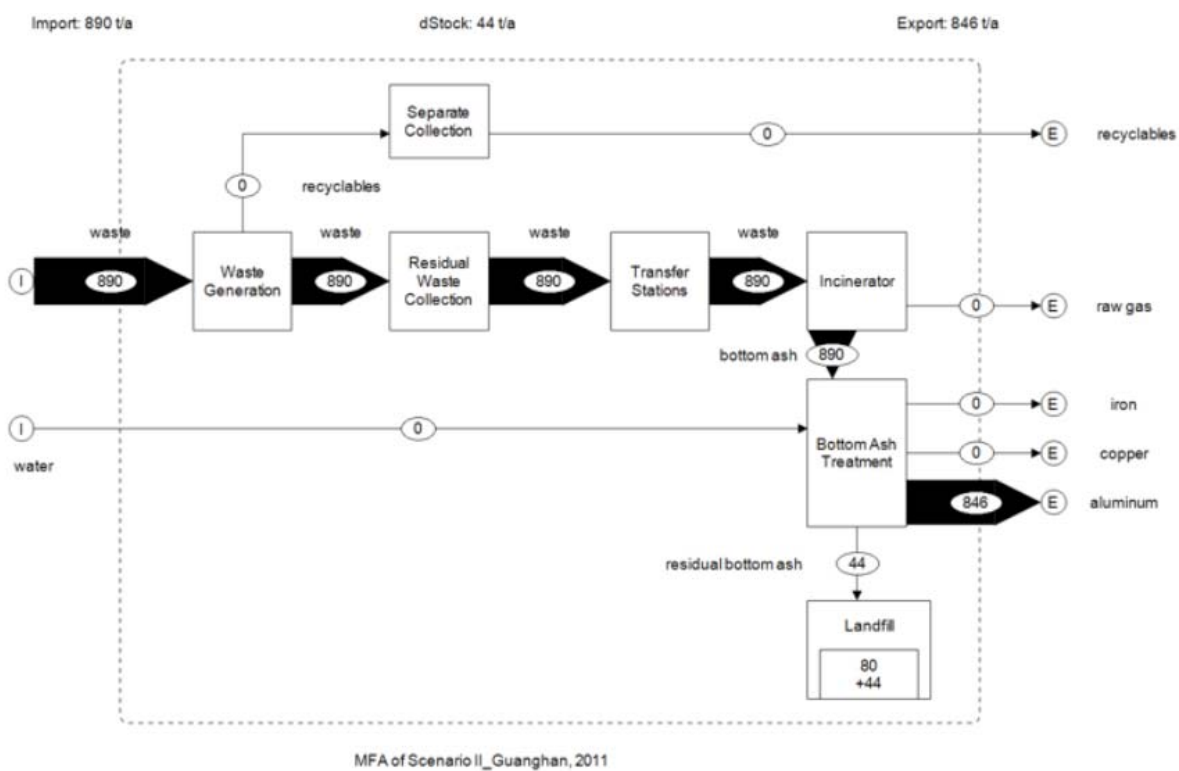 Import: 890 t/a
dStock: 44 t/a
Export: 846 t/a
Separate
Collection
0
E
recyclables
0
recyclables
waste
waste
waste
waste
I
890
Waste
Generation
890
Residual
Waste
Collection
890
Transfer
Stations
890
Incinerator
0
E
raw gas
bottom ash
890
0
E
iron
I
0
water
Bottom Ash
Treatment
0
E
copper
846
E
aluminum
residual bottom ash
44
Landfill
80
+44
MFA of Scenario II_Guanghan, 2011